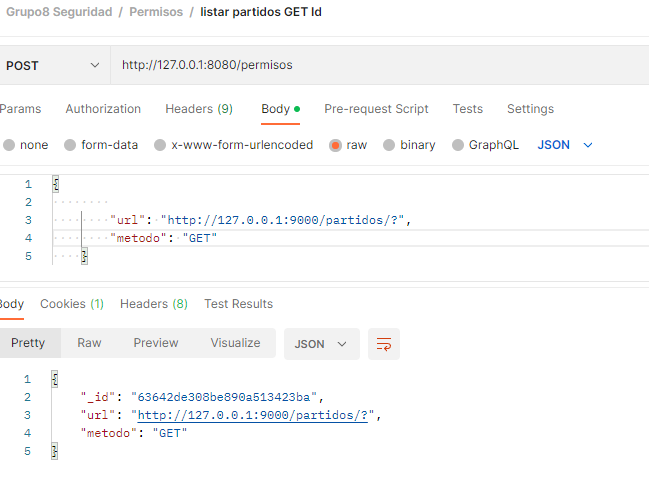 Grupo8 Seguridad / Permisos / listar partidos GET Id
POST http://127.0.0.1:8080/permisos
Params Authorization Headers (9) Body Pre-request Script Tests Settings
none form-data x-www-form-urlencoded raw binary GraphQL JSON
1 {
2
3 "url": "http://127.0.0.1:9000/partidos/?",
4 "metodo": "GET"
5 }
Body Cookies (1) Headers (8) Test Results
Pretty Raw Preview Visualize JSON
1 {
2 "_id": "63642de308be890a513423ba",
3 "url": "http://127.0.0.1:9000/partidos/?",
4 "metodo": "GET"
5 }